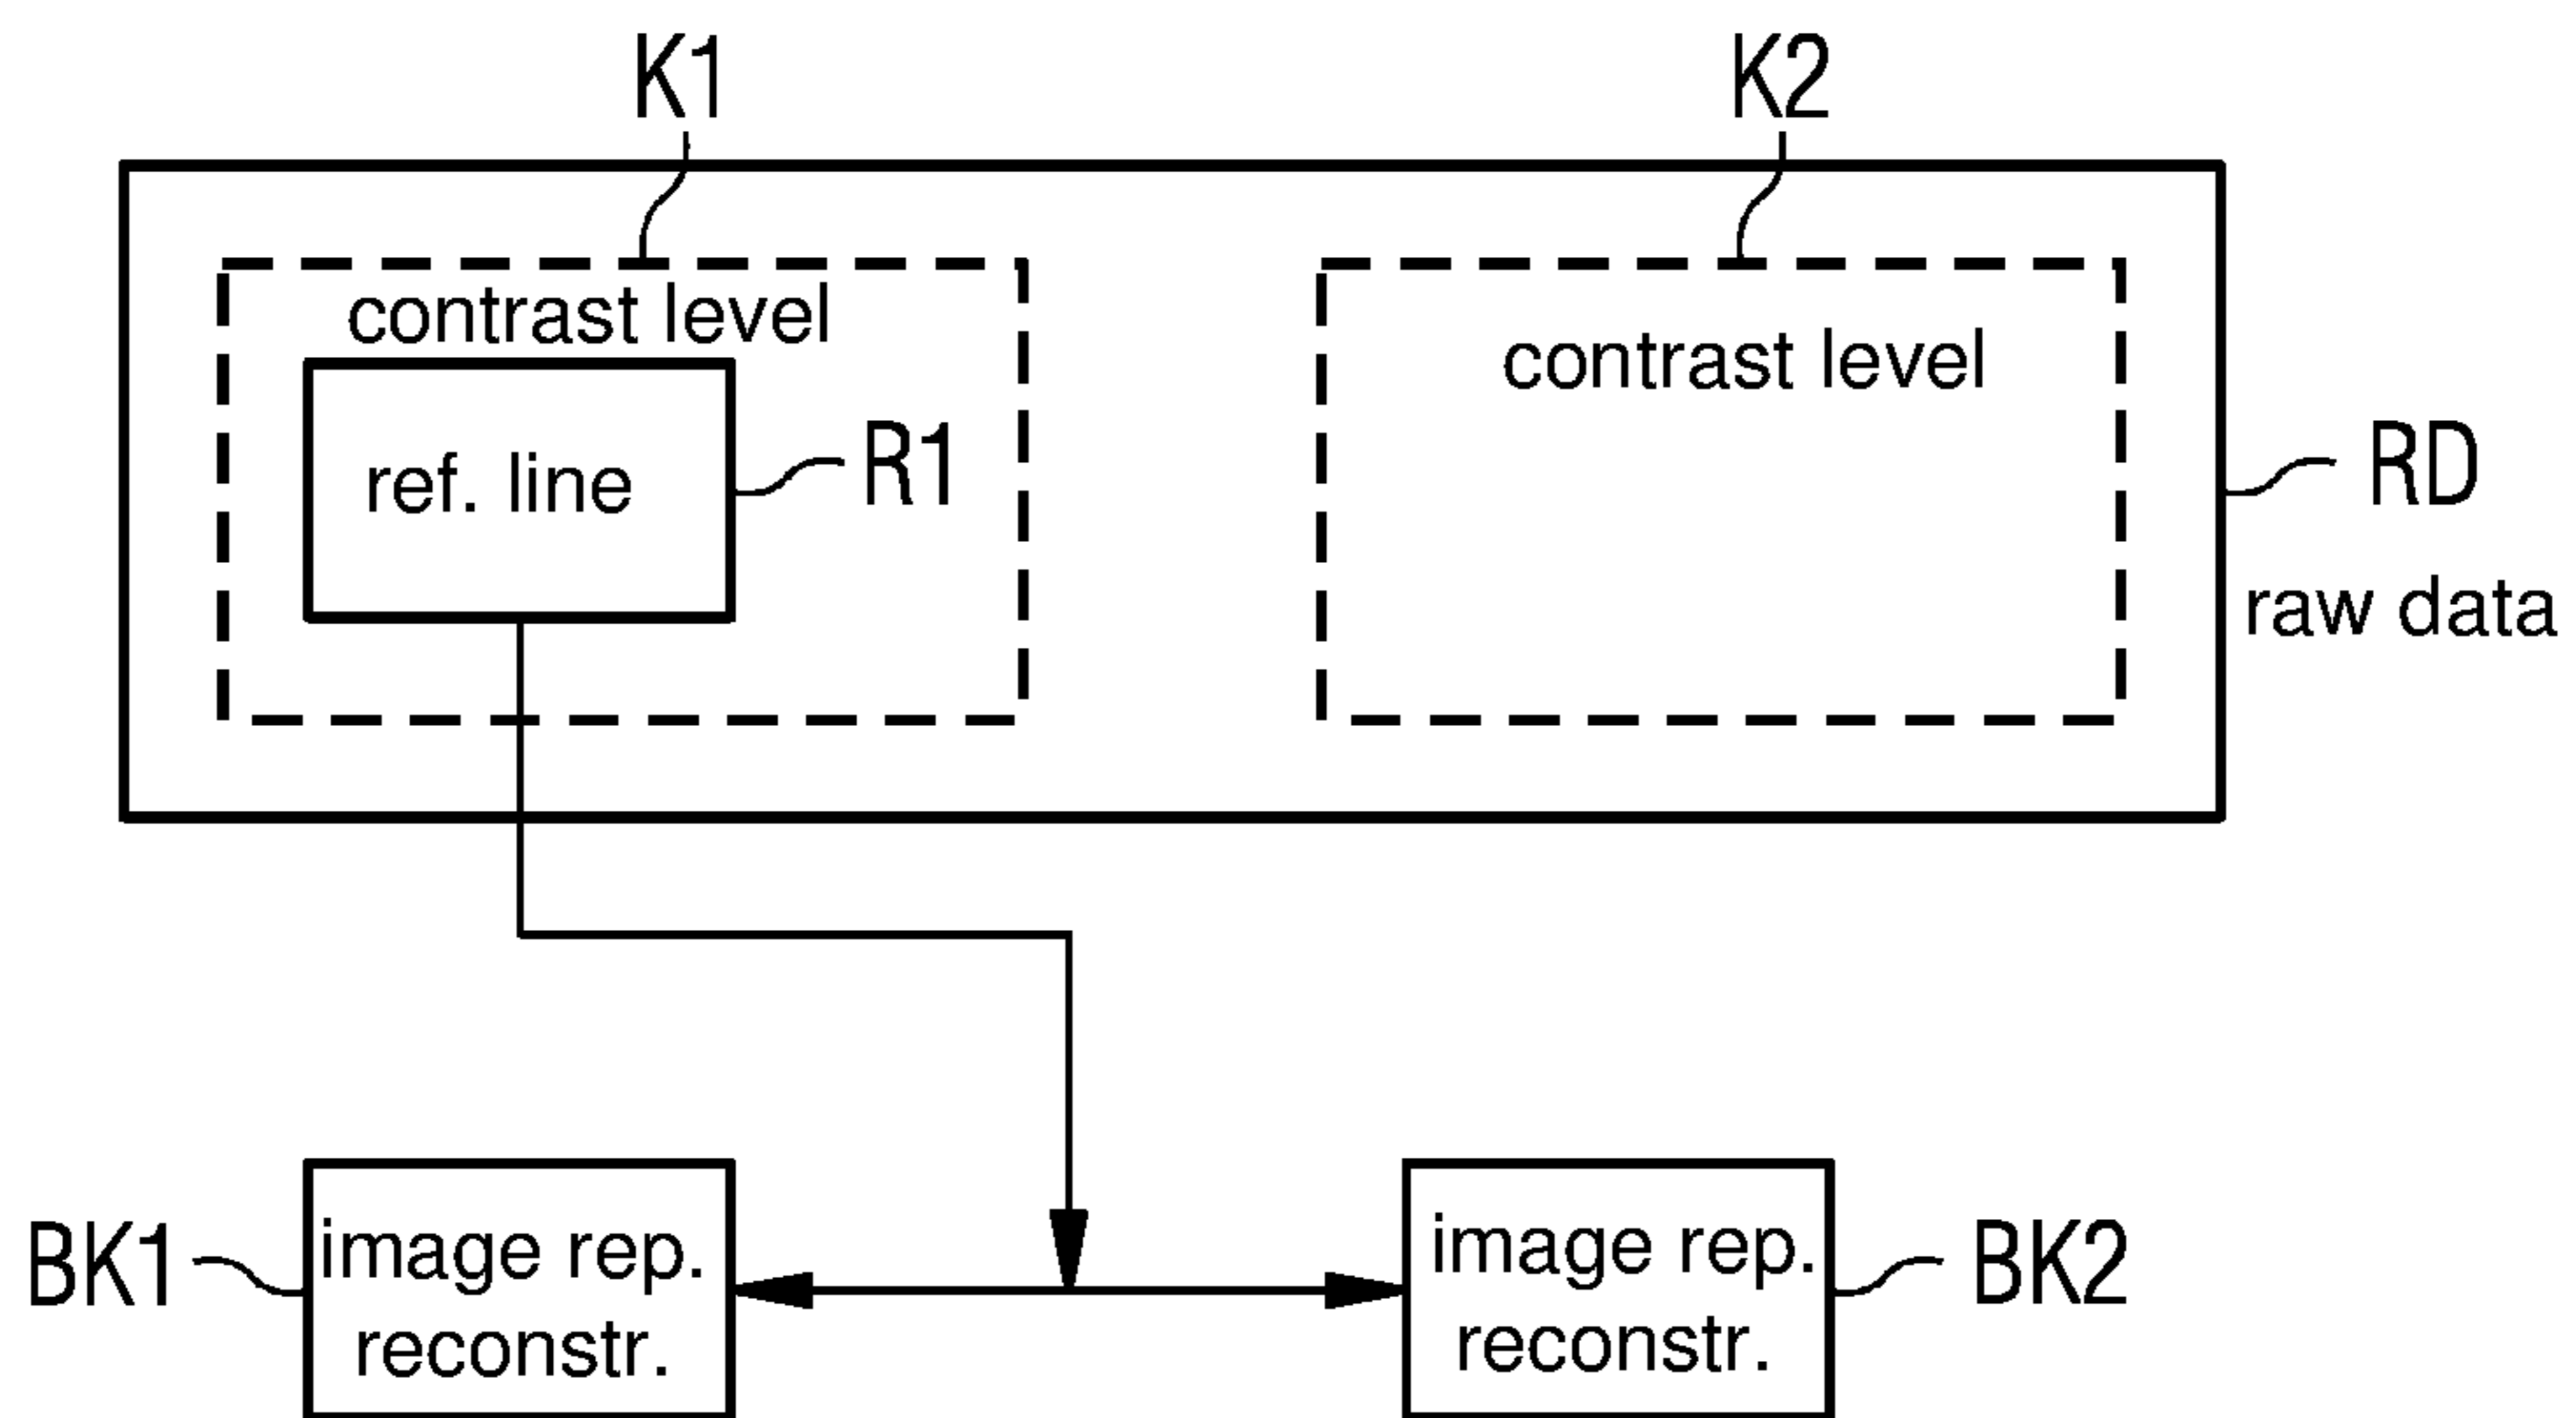 K1
K2
contrast level
contrast level
ref. line
R1
RD
raw data
BK1
image rep.
reconstr.
image rep.
reconstr.
BK2